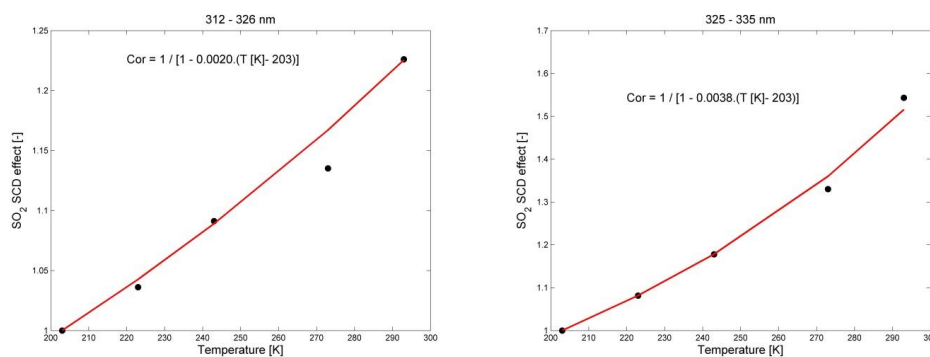 312 - 326 nm
Cor = 1 / [1 - 0.0020.(T [K]- 203)]
SO2 SCD effect [-]
1.25
1.2
1.15
1.1
1.05
1
200 210 220 230 240 250 260 270 280 290 300
Temperature [K]
325 - 335 nm
Cor = 1 / [1 - 0.0038.(T [K]- 203)]
SO2 SCD effect [-]
1.7
1.6
1.5
1.4
1.3
1.2
1.1
1
200 210 220 230 240 250 260 270 280 290 300
Temperature [K]